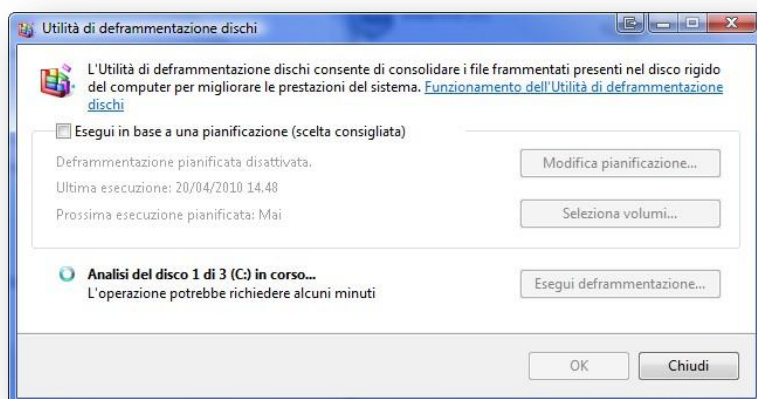 Utilità di deframmentazione dischi
L'Utilità di deframmentazione dischi consente di consolidare i file frammentati presenti nel disco rigido
del computer per migliorare le prestazioni del sistema. Funzionamento dell'Utilità di deframmentazione
dischi
Esegui in base a una pianificazione (scelta consigliata)
Deframmentazione pianificata disattivata.
Modifica pianificazione...
Ultima esecuzione: 20/04/2010 14.48
Prossima esecuzione pianificata: Mai
Seleziona volumi...
Analisi del disco 1 di 3 (C:) in corso...
L'operazione potrebbe richiedere alcuni minuti
Esegui deframmentazione...
OK
Chiudi